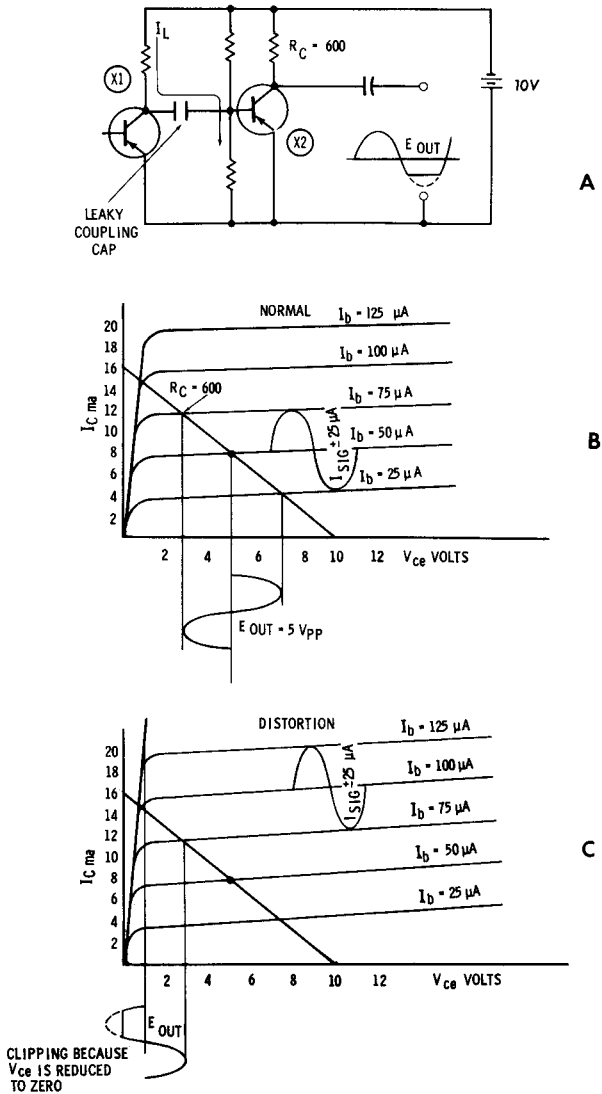 I_L
R_C = 600
X1
10V
X2
E OUT
A
LEAKY
COUPLING
CAP
NORMAL
I_b = 125 µA
20
18
I_b = 100 µA
16
14
R_C = 600
I_b = 75 µA
12
10
I_b = 50 µA
B
8
6
I_b = 25 µA
4
2
I_C ma
I SIG ±25 µA
2 4 6 8 10 12 V_ce VOLTS
E OUT = 5 V_PP
DISTORTION
I_b = 125 µA
20
18
I_b = 100 µA
16
14
I_b = 75 µA
12
10
I_b = 50 µA
C
8
6
I_b = 25 µA
4
2
I_C ma
I SIG ±25 µA
2 4 6 8 10 12 V_ce VOLTS
E OUT
CLIPPING BECAUSE
V_ce IS REDUCED
TO ZERO